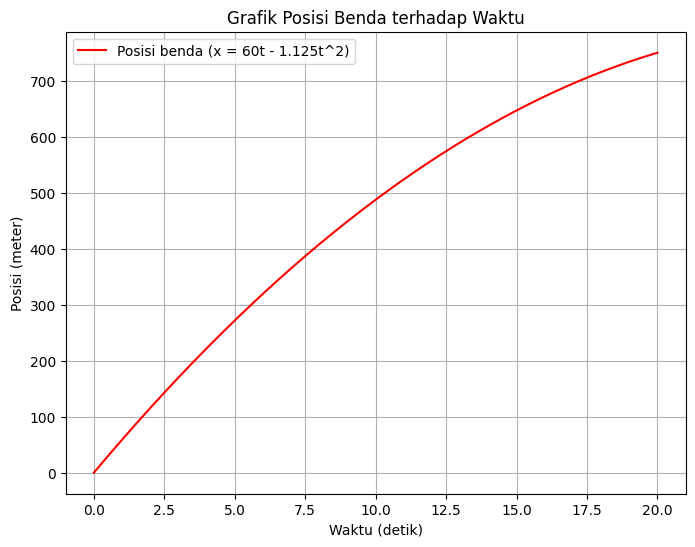 Grafik Posisi Benda terhadap Waktu
Posisi benda (x = 60t - 1.125t^2)
700
600
500
400
300
200
100
0
Posisi (meter)
0.0 2.5 5.0 7.5 10.0 12.5 15.0 17.5 20.0
Waktu (detik)